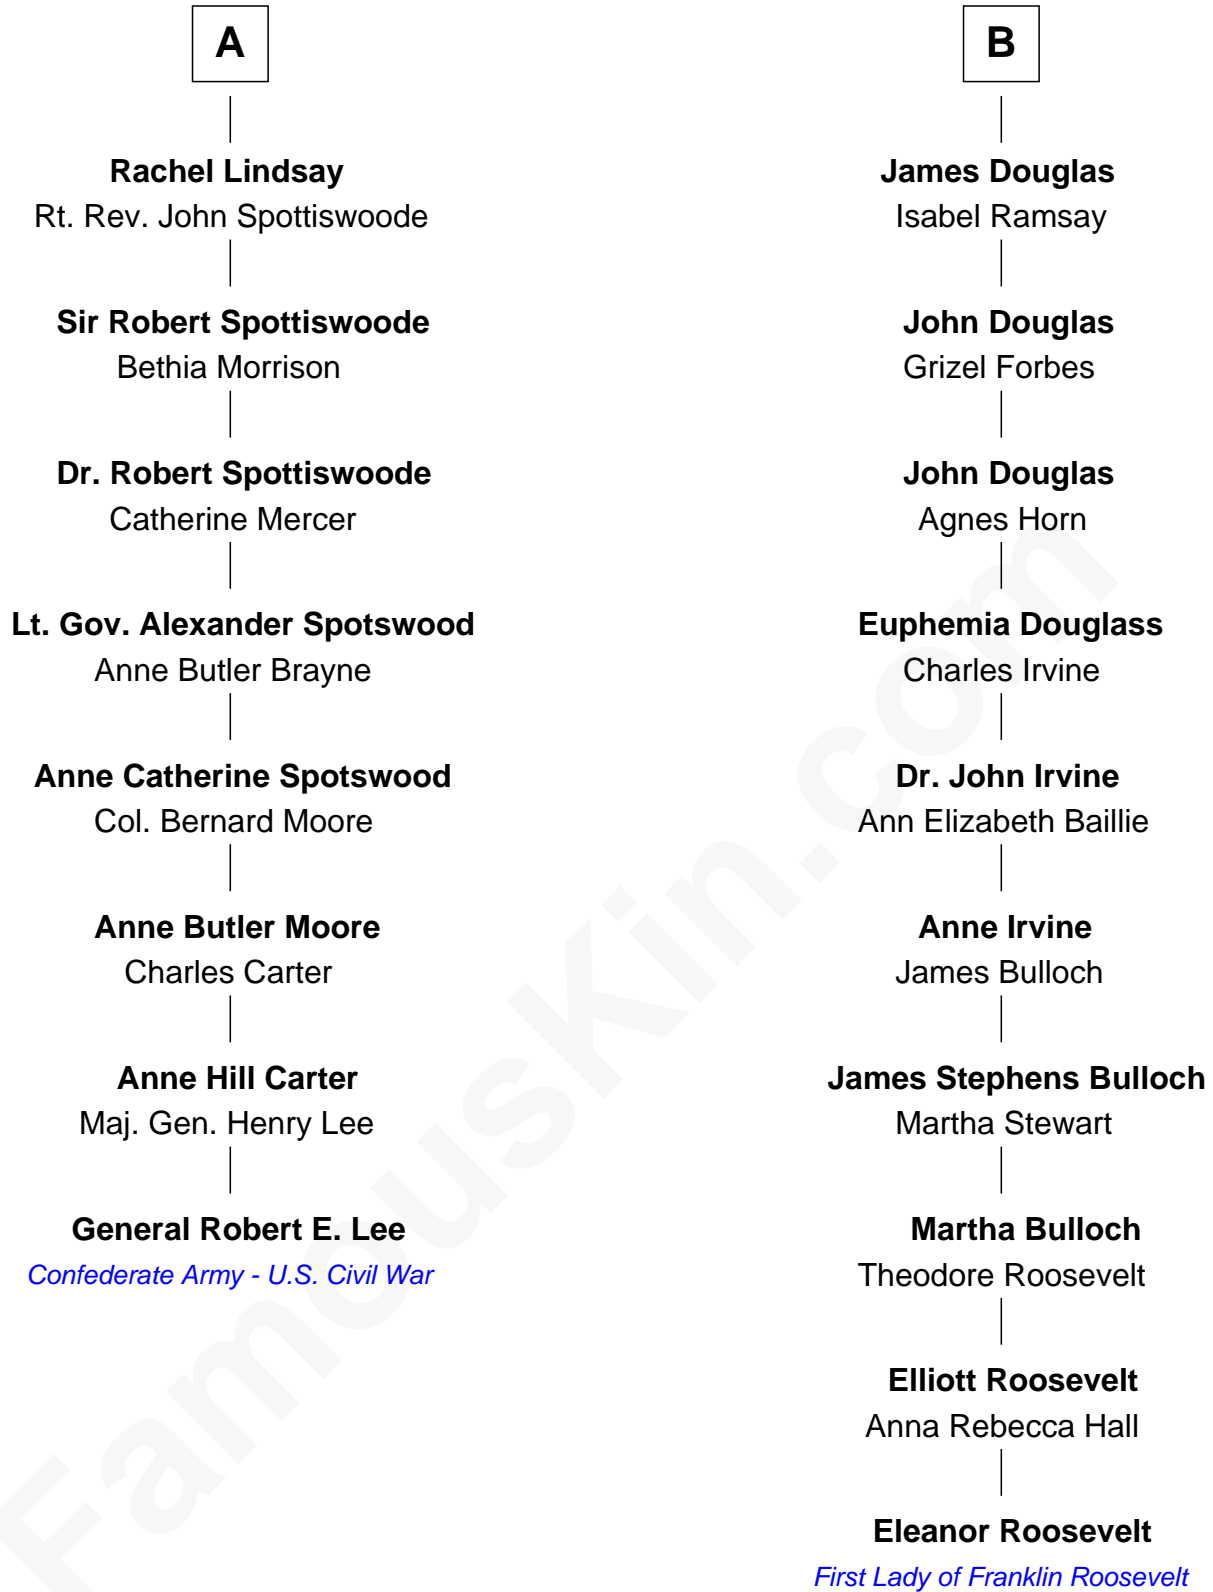 A
Rachel Lindsay
Rt. Rev. John Spottiswoode
Sir Robert Spottiswoode
Bethia Morrison
Dr. Robert Spottiswoode
Catherine Mercer
Lt. Gov. Alexander Spotswood
Anne Butler Brayne
Anne Catherine Spotswood
Col. Bernard Moore
Anne Butler Moore
Charles Carter
Anne Hill Carter
Maj. Gen. Henry Lee
General Robert E. Lee
Confederate Army - U.S. Civil War
B
James Douglas
Isabel Ramsay
John Douglas
Grizel Forbes
John Douglas
Agnes Horn
Euphemia Douglass
Charles Irvine
Dr. John Irvine
Ann Elizabeth Baillie
Anne Irvine
James Bulloch
James Stephens Bulloch
Martha Stewart
Martha Bulloch
Theodore Roosevelt
Elliott Roosevelt
Anna Rebecca Hall
Eleanor Roosevelt
First Lady of Franklin Roosevelt
FamousKin.com